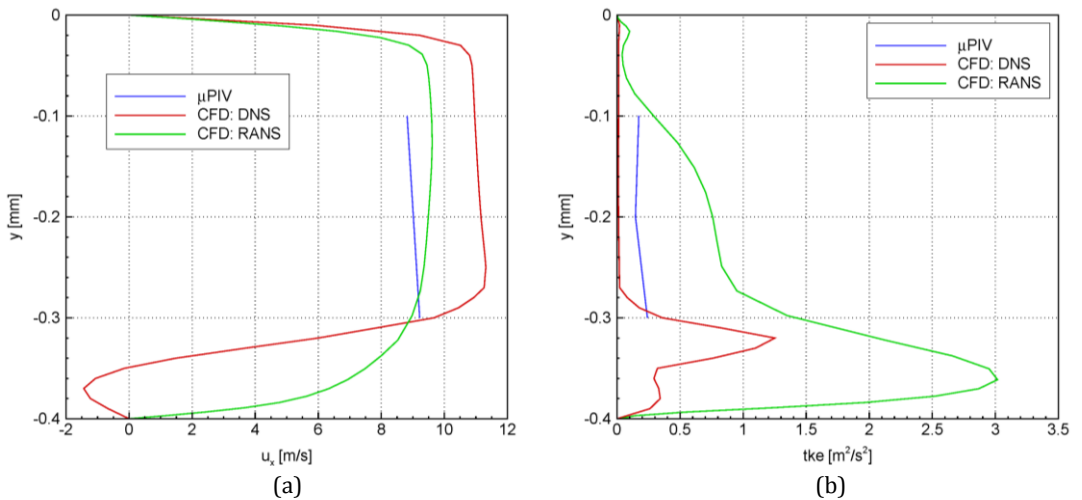 0
-0.1
-0.2
-0.3
-0.4
y [mm]
-2
0
2
4
6
8
10
12
uₓ [m/s]
μPIV
CFD: DNS
CFD: RANS
(a)
0
-0.1
-0.2
-0.3
-0.4
y [mm]
0
0.5
1
1.5
2
2.5
3
3.5
tke [m²/s²]
μPIV
CFD: DNS
CFD: RANS
(b)